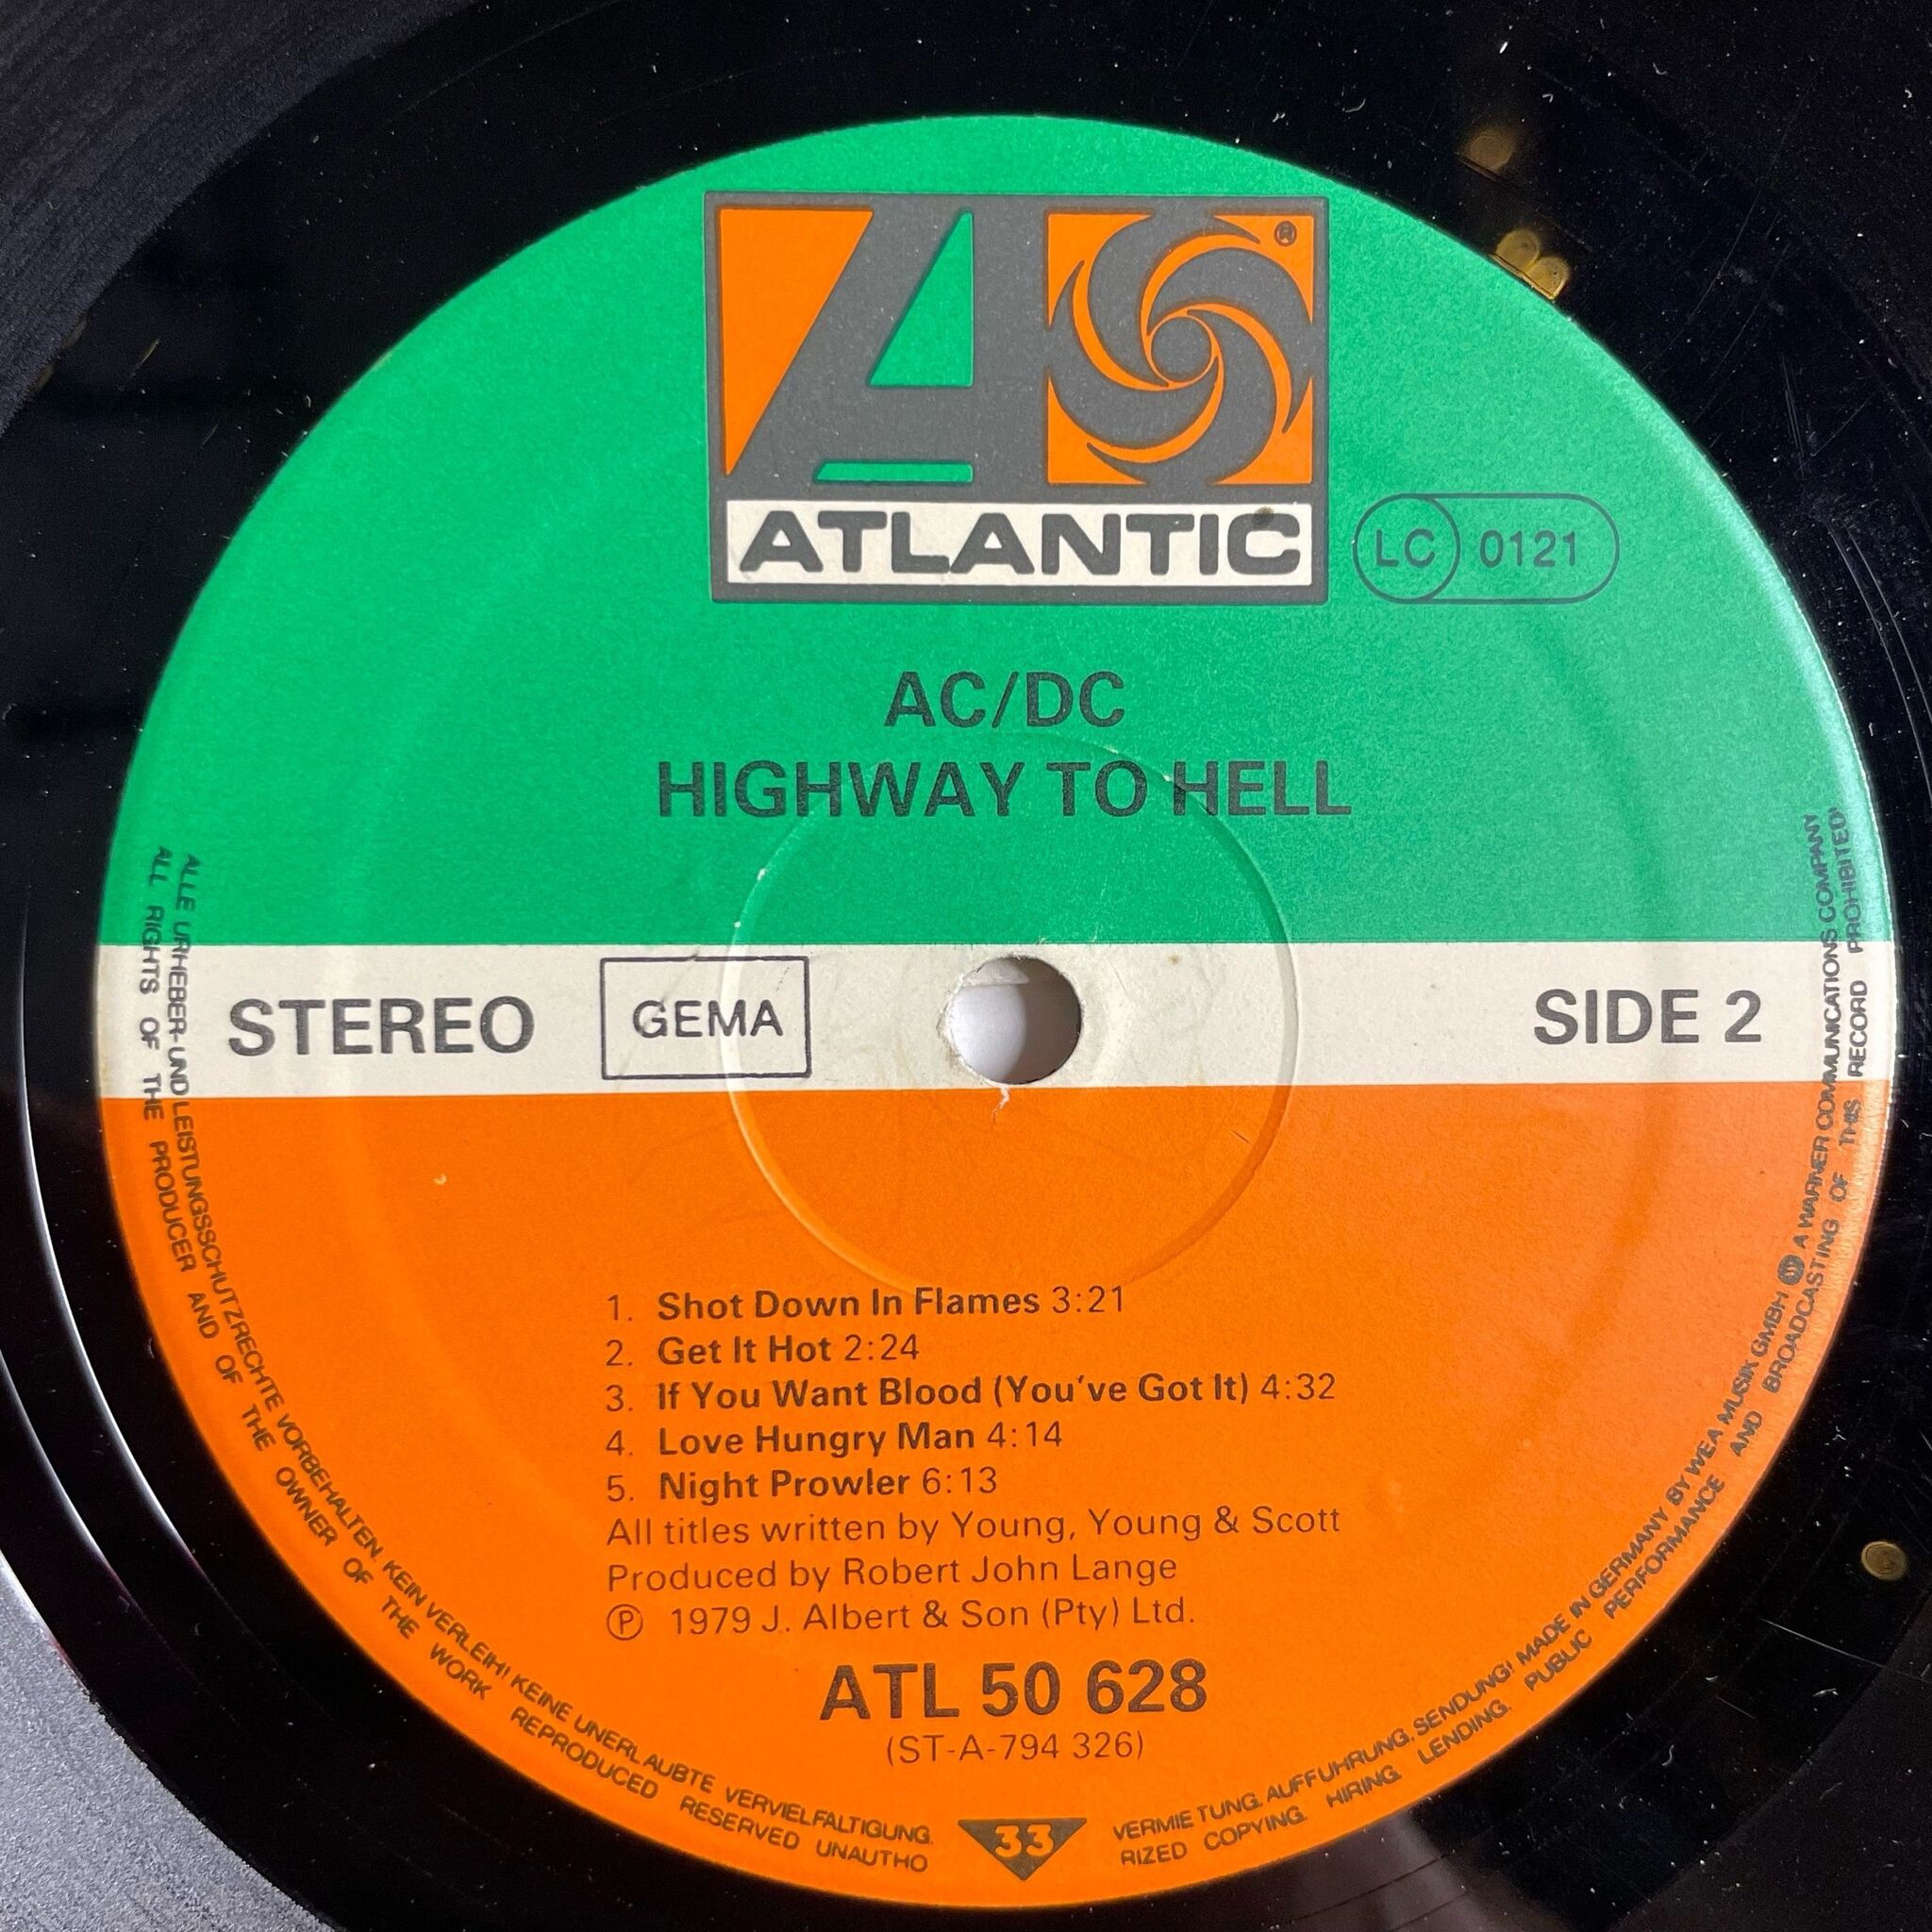 ®
ATLANTIC
LC 0121
AC/DC
HIGHWAY TO HELL
STEREO GEMA SIDE 2
1. Shot Down In Flames 3:21
2. Get It Hot 2:24
3. If You Want Blood (You've Got It) 4:32
4. Love Hungry Man 4:14
5. Night Prowler 6:13
All titles written by Young, Young & Scott
Produced by Robert John Lange
℗ 1979 J. Albert & Son (Pty) Ltd.
ATL 50 628
(ST-A-794 326)
33
ALLE URHEBER- UND LEISTUNGSSCHUTZRECHTE VORBEHALTEN. KEIN VERLEIH! KEINE UNERLAUBTE VERVIELFALTIGUNG. VERMIETUNG. AUFFUHRUNG. SENDUNG! MADE IN GERMANY BY WEA MUSIK GMBH W A WARNER COMMUNICATIONS COMPANY
ALL RIGHTS OF THE PRODUCER AND OF THE OWNER OF THE WORK REPRODUCED RESERVED UNAUTHORIZED COPYING. HIRING. LENDING. PUBLIC PERFORMANCE AND BROADCASTING OF THIS RECORD PROHIBITED!